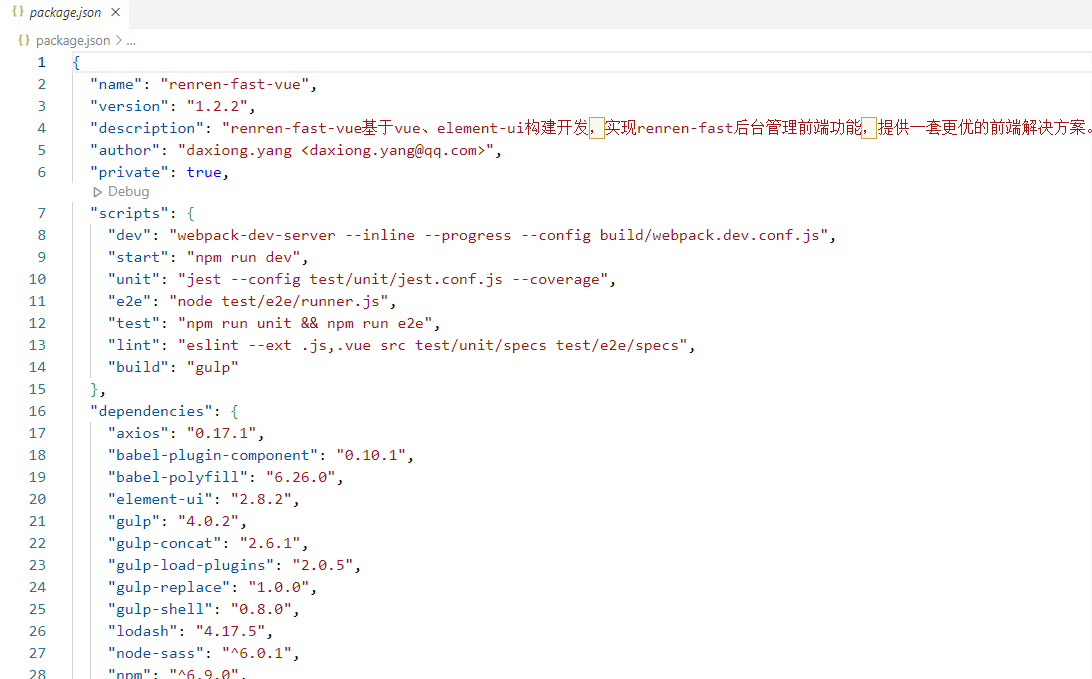 {} package.json ×
{} package.json > ...
1 {
2 "name": "renren-fast-vue",
3 "version": "1.2.2",
4 "description": "renren-fast-vue基于vue、element-ui构建开发，实现renren-fast后台管理前端功能，提供一套更优的前端解决方案。
5 "author": "daxiong.yang <daxiong.yang@qq.com>",
6 "private": true,
Debug
7 "scripts": {
8 "dev": "webpack-dev-server --inline --progress --config build/webpack.dev.conf.js",
9 "start": "npm run dev",
10 "unit": "jest --config test/unit/jest.conf.js --coverage",
11 "e2e": "node test/e2e/runner.js",
12 "test": "npm run unit && npm run e2e",
13 "lint": "eslint --ext .js,.vue src test/unit/specs test/e2e/specs",
14 "build": "gulp"
15 },
16 "dependencies": {
17 "axios": "0.17.1",
18 "babel-plugin-component": "0.10.1",
19 "babel-polyfill": "6.26.0",
20 "element-ui": "2.8.2",
21 "gulp": "4.0.2",
22 "gulp-concat": "2.6.1",
23 "gulp-load-plugins": "2.0.5",
24 "gulp-replace": "1.0.0",
25 "gulp-shell": "0.8.0",
26 "lodash": "4.17.5",
27 "node-sass": "^6.0.1",
28 "npm": "^6.9.0",